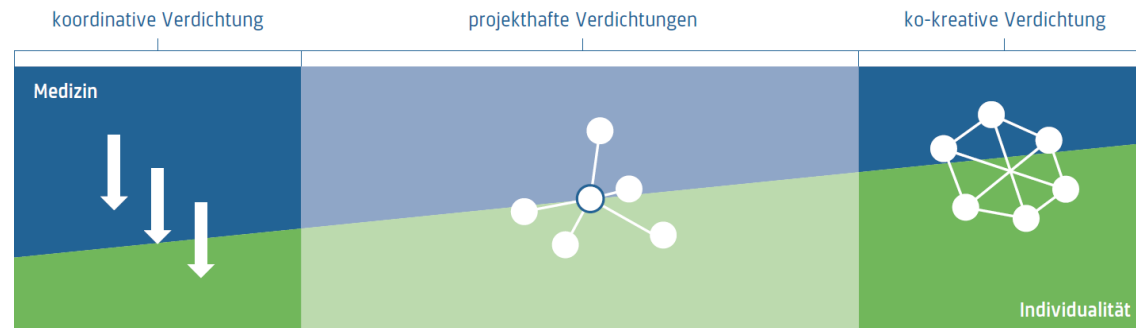 koordinative Verdichtung
projekthafte Verdichtungen
ko-kreative Verdichtung
Medizin
Individualität